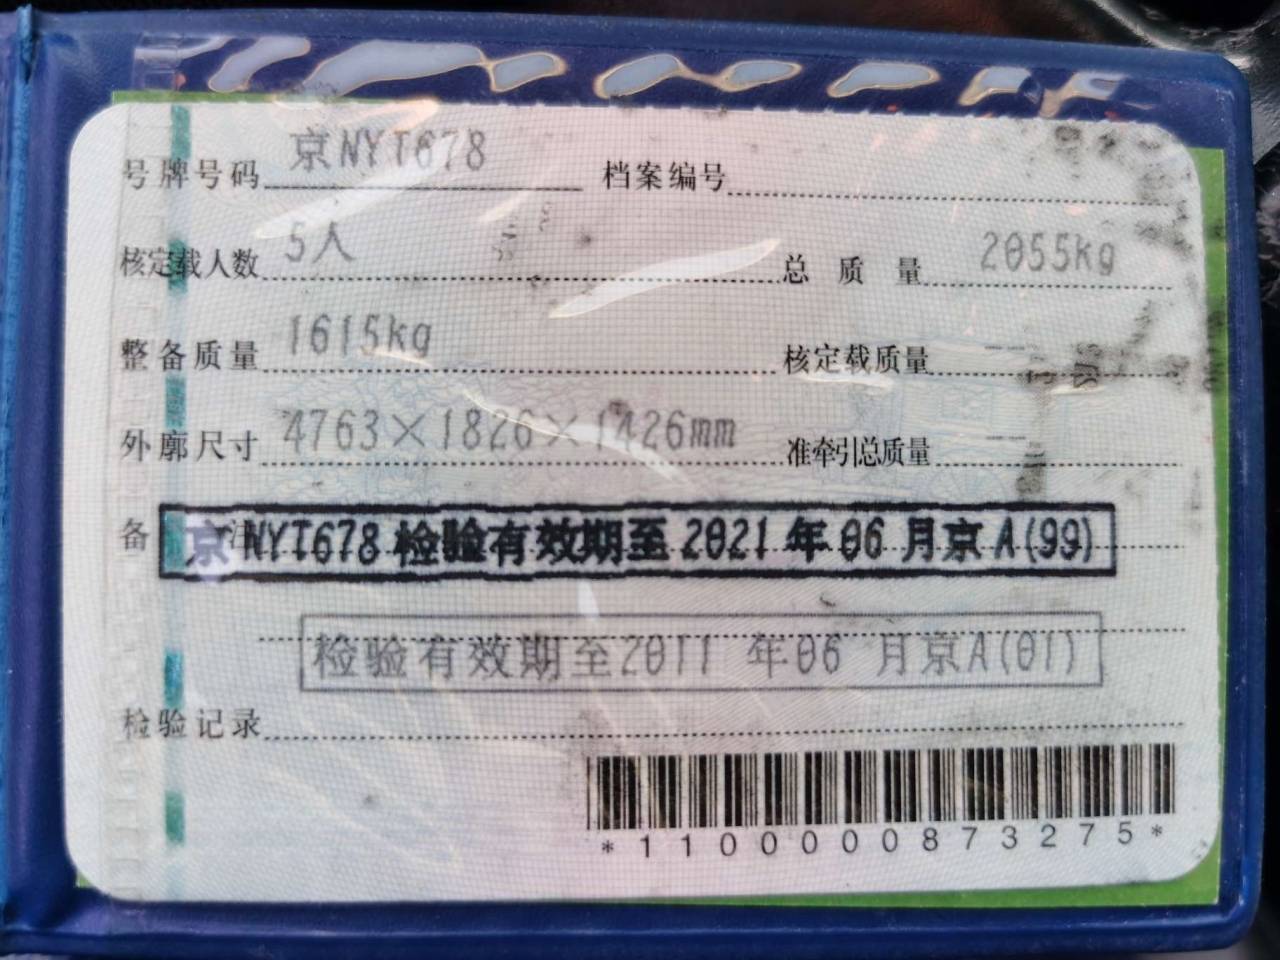 号牌号码 京NYT678 档案编号
核定载人数 5人 总质量 2055kg
整备质量 1615kg 核定载质量 --
外廓尺寸 4763×1826×1426mm 准牵引总质量 --
备注 京NYT678检验有效期至2021年06月京A(99)
检验有效期至2011 年06 月京A(01)
检验记录
*1100000873275*